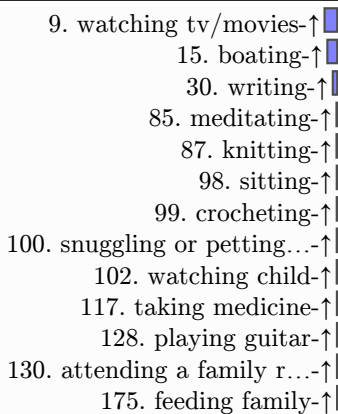 9. watching tv/movies-↑
15. boating-↑
30. writing-↑
85. meditating-↑
87. knitting-↑
98. sitting-↑
99. crocheting-↑
100. snuggling or petting...-↑
102. watching child-↑
117. taking medicine-↑
128. playing guitar-↑
130. attending a family r...-↑
175. feeding family-↑